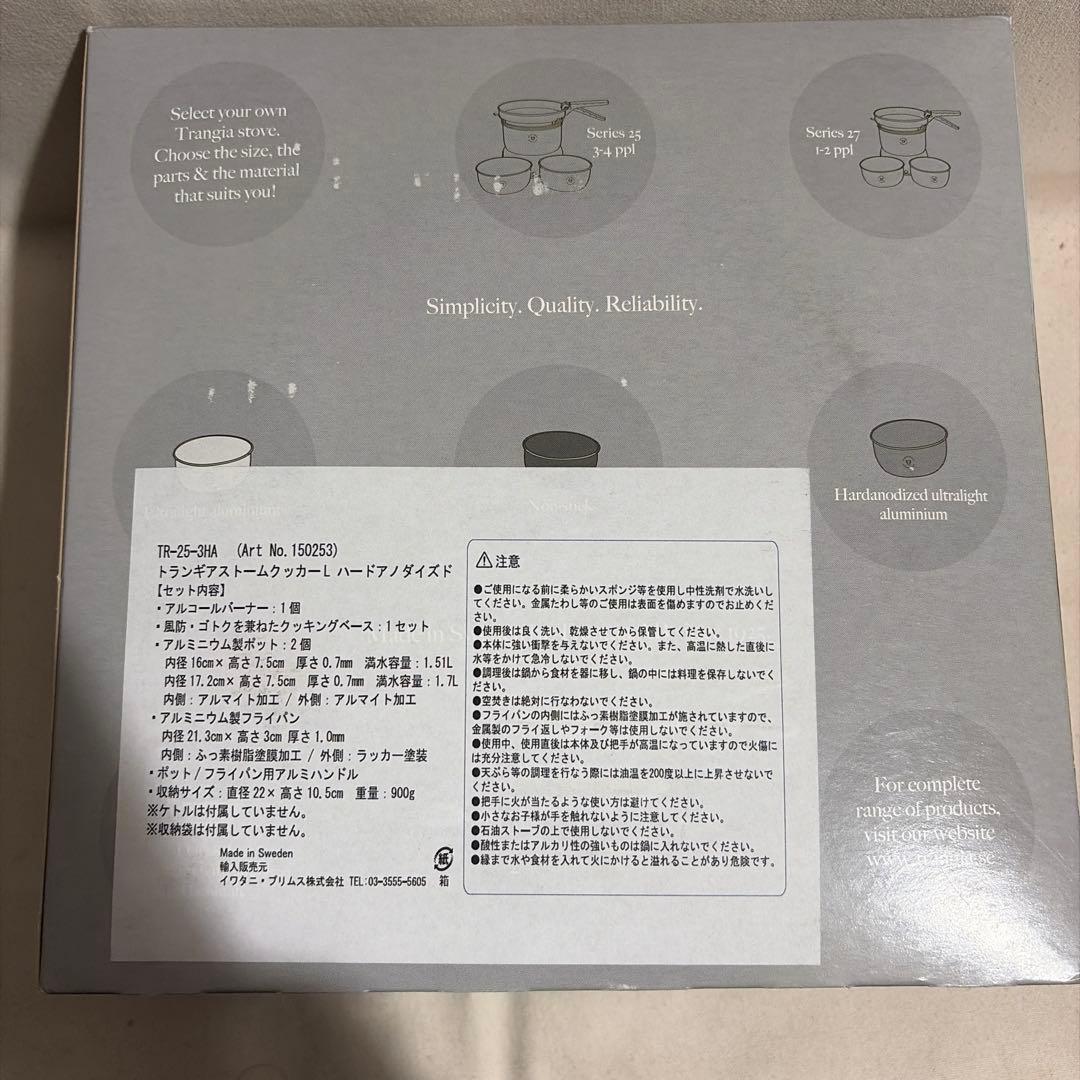 Select your own
Trangia stove.
Choose the size, the
parts & the material
that suits you!
Series 25
3-4 ppl
Series 27
1-2 ppl
Simplicity. Quality. Reliability.
Ultralight aluminium
Nonstick
Hardanodized ultralight
aluminium
TR-25-3HA (Art No.150253)
トランギアストームクッカーL ハードアノダイズド
【セット内容】
・アルコールバーナー：1個
・風防・ゴトクを兼ねたクッキングベース：1セット
・アルミニウム製ポット：2個
内径16cm×高さ7.5cm 厚さ0.7mm 満水容量：1.51L
内径17.2cm×高さ7.5cm 厚さ0.7mm 満水容量：1.7L
内側：アルマイト加工 / 外側：アルマイト加工
・アルミニウム製フライパン
内径21.3cm×高さ3cm 厚さ1.0mm
内側：ふっ素樹脂塗膜加工 / 外側：ラッカー塗装
・ポット/フライパン用アルミハンドル
・収納サイズ：直径22×高さ10.5cm 重量：900g
※ケトルは付属していません。
※収納袋は付属していません。
Made in Sweden
輸入販売元
イワタニ・プリムス株式会社 TEL:03-3555-5605
紙
箱
⚠注意
●ご使用になる前に柔らかいスポンジ等を使用し中性洗剤で水洗いし
てください。金属たわし等のご使用は表面を傷めますのでお止めくだ
さい。
●使用後は良く洗い、乾燥させてから保管してください。
●本体に強い衝撃を与えないでください。また、高温に熱した直後に
水等をかけて急冷しないでください。
●調理後は鍋から食材を器に移し、鍋の中には料理を保存しないでく
ださい。
●空焚きは絶対に行なわないでください。
●フライパンの内側にはふっ素樹脂塗膜加工が施されていますので、
金属製のフライ返しやフォーク等は使用しないでください。
●使用中、使用直後は本体及び把手が高温になっていますので火傷に
は充分注意してください。
●天ぷら等の調理を行なう際には油温を200度以上に上昇させないで
ください。
●把手に火が当たるような使い方は避けてください。
●小さなお子様が手を触れないように注意してください。
●石油ストーブの上で使用しないでください。
●酸性またはアルカリ性の強いものは鍋に入れないでください。
●縁まで水や食材を入れて火にかけると溢れることがあり危険です。
For complete
range of products,
visit our website
www.trangia.se